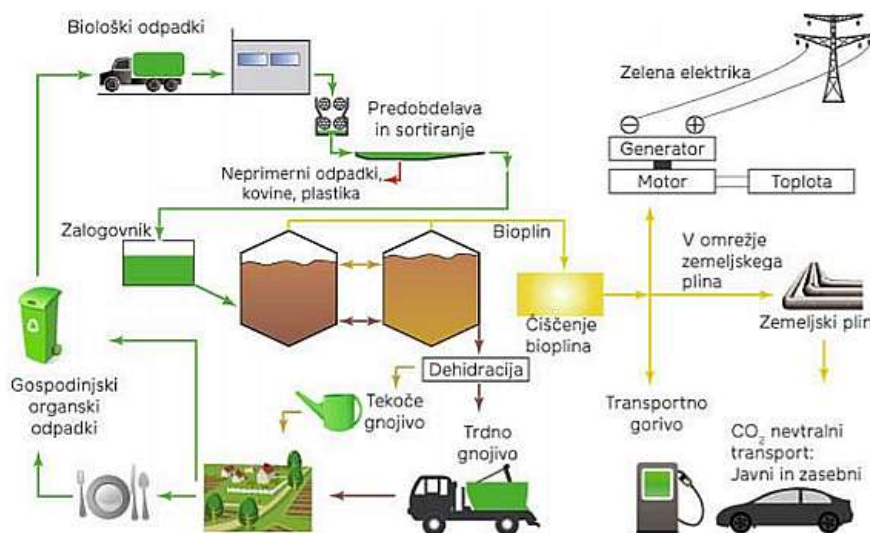 Biološki odpadki
Zelena elektrika
Predobdelava
in sortiranje
Generator
Motor
Toplota
Neprimerni odpadki,
kovine, plastika
Zalogovnik
Bioplin
V omrežje
zemeljskega
plina
Čiščenje
bioplina
Zemeljski plin
Dehidracija
Gospodinjski
organski
odpadki
Tekoče
gnojivo
Trdno
gnojivo
Transportno
gorivo
CO₂ nevtralni
transport:
Javni in zasebni